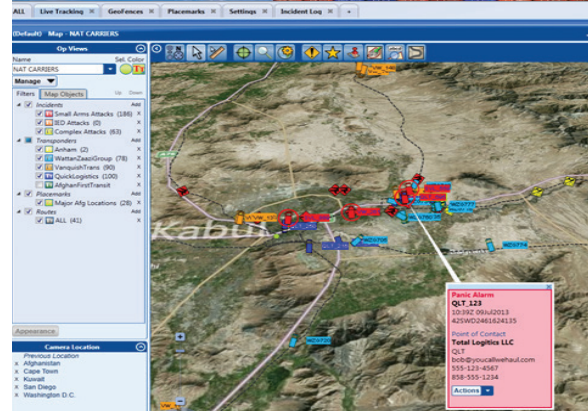 ALL
Live Tracking
GeoFences
Placemarks
Settings
Incident Log
+
(Default) Map - NAT CARRIERS
Op Views
Name Sel. Color
NAT CARRIERS
Manage
Filters Map Objects Up Down
Incidents Add
Small Arms Attacks (186) X
IED Attacks (0) X
Complex Attacks (63) X
Transponders Add
Anham (2) X
WattanZaaziGroup (78) X
VanquishTrans (90) X
QuickLogistics (100) X
AfghanFirstTransit X
Placemarks Add
Major Afg Locations (28) X
Routes Add
ALL (41) X
Appearance
Camera Location
Previous Location
X Afghanistan
X Cape Town
X Kuwait
X San Diego
X Washington D.C.
Kabul
WZG777
WZG774
Panic Alarm
QLT_123
10:39Z 09Jul2013
42SWD2461624135
Point of Contact
Total Logitics LLC
QLT
bob@youcallwehaul.com
555-123-4567
858-555-1234
Actions